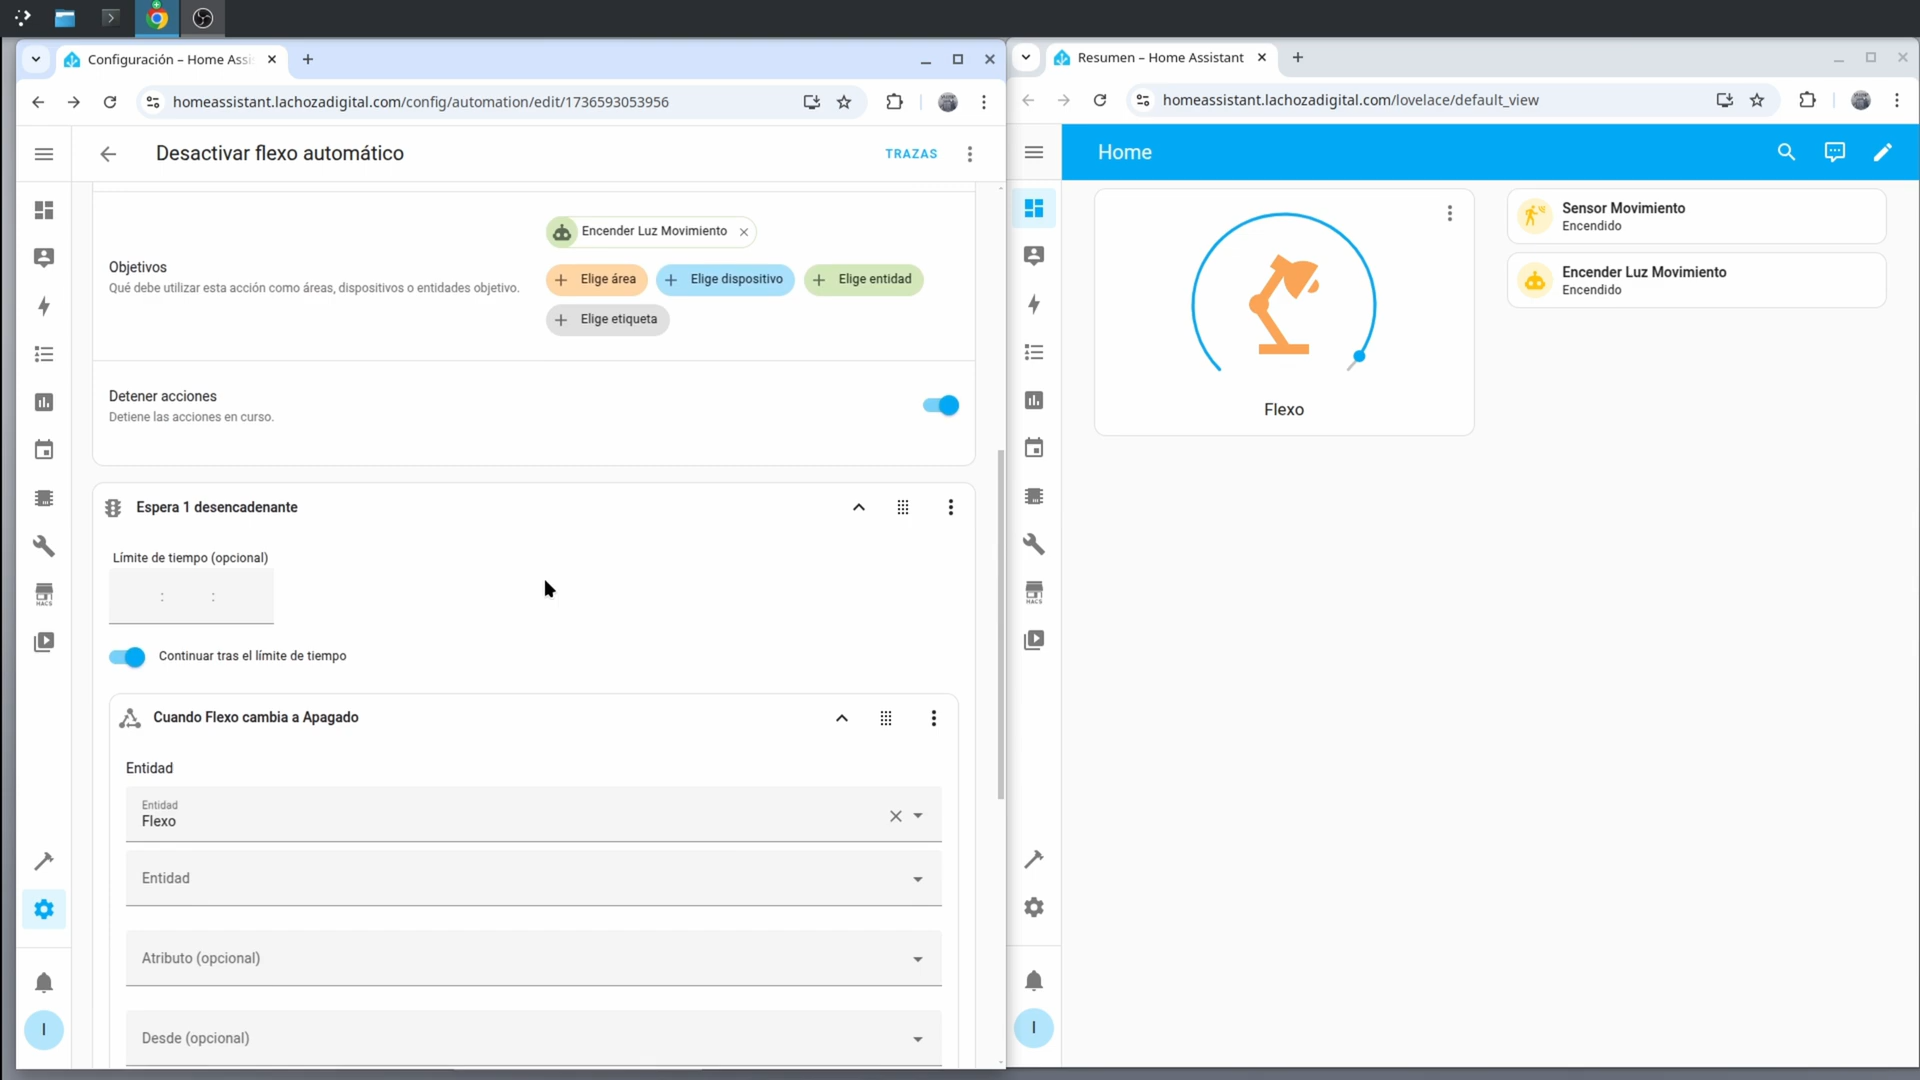 Configuración – Home Assis
homeassistant.lachozadigital.com/config/automation/edit/1736593053956
Desactivar flexo automático
TRAZAS
Objetivos
Qué debe utilizar esta acción como áreas, dispositivos o entidades objetivo.
Encender Luz Movimiento
Elige área
Elige dispositivo
Elige entidad
Elige etiqueta
Detener acciones
Detiene las acciones en curso.
Espera 1 desencadenante
Límite de tiempo (opcional)
: :
Continuar tras el límite de tiempo
Cuando Flexo cambia a Apagado
Entidad
Entidad
Flexo
Entidad
Atributo (opcional)
Desde (opcional)
HACS
I
Resumen – Home Assistant
homeassistant.lachozadigital.com/lovelace/default_view
Home
Flexo
Sensor Movimiento
Encendido
Encender Luz Movimiento
Encendido
HACS
I